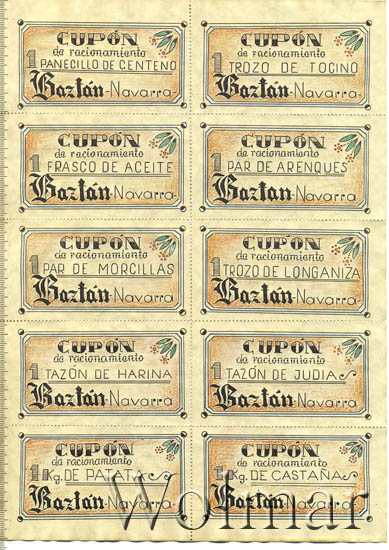 CUPÓN
de racionamiento
1 PANECILLO DE CENTENO
Baztán-Navarra-
CUPÓN
de racionamiento
1 TROZO DE TOCINO
Baztán-Navarra-
CUPÓN
de racionamiento
1 FRASCO DE ACEITE
Baztán-Navarra
CUPÓN
de racionamiento
1 PAR DE ARENQUES
Baztán-Navarra
CUPÓN
de racionamiento
1 PAR DE MORCILLAS
Baztán-Navarra
CUPÓN
de racionamiento
1 TROZO DE LONGANIZA
Baztán-Navarra
CUPÓN
de racionamiento
1 TAZÓN DE HARINA
Baztán-Navarra
CUPÓN
de racionamiento
1 TAZÓN DE JUDIA
Baztán-Navarra
CUPÓN
de racionamiento
1 Kg. DE PATATA
Baztán-Navarra
CUPÓN
de racionamiento
1 Kg. DE CASTAÑA
Baztán-Navarra
Wolmar